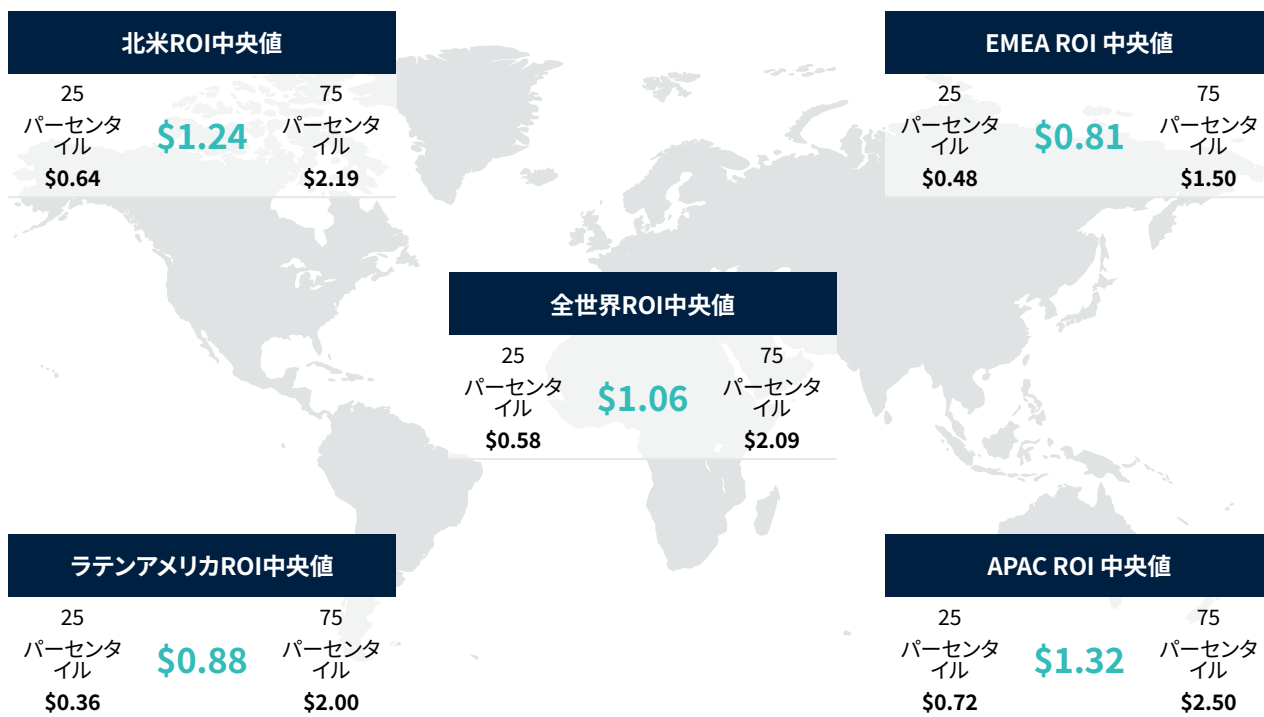 北米ROI中央値
25
パーセンタ
イル
$0.64
$1.24
75
パーセンタ
イル
$2.19
EMEA ROI 中央値
25
パーセンタ
イル
$0.48
$0.81
75
パーセンタ
イル
$1.50
全世界ROI中央値
25
パーセンタ
イル
$0.58
$1.06
75
パーセンタ
イル
$2.09
ラテンアメリカROI中央値
25
パーセンタ
イル
$0.36
$0.88
75
パーセンタ
イル
$2.00
APAC ROI 中央値
25
パーセンタ
イル
$0.72
$1.32
75
パーセンタ
イル
$2.50